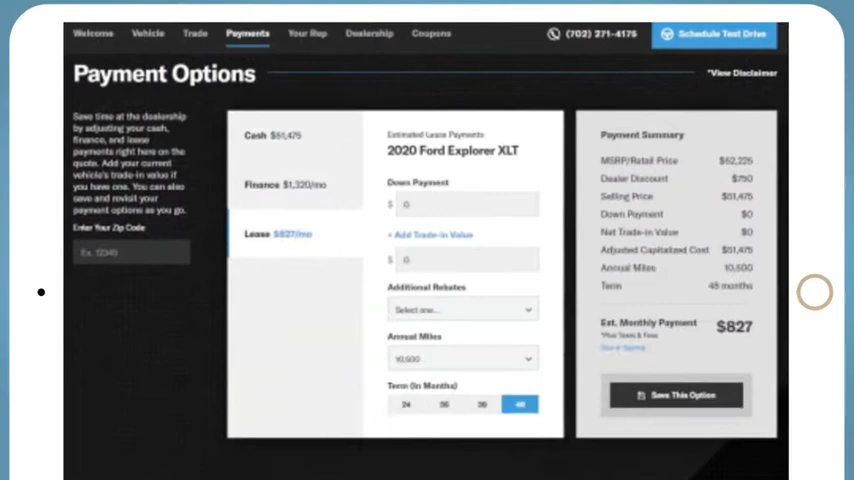 Welcome Vehicle Trade Payments Your Rep Dealership Coupons (702) 271-4175 Schedule Test Drive
Payment Options
*View Disclaimer
Save time at the dealership
by adjusting your cash,
finance, and lease
payments right here on the
quote. Add your current
vehicle's trade-in value if
you have one. You can also
save and revisit your
payment options as you go.
Enter Your Zip Code
Ex. 12345
Cash $51,475
Finance $1,320/mo
Lease $827/mo
Estimated Lease Payments
2020 Ford Explorer XLT
Down Payment
$ 0
+ Add Trade-in Value
$ 0
Additional Rebates
Select one...
Annual Miles
10,500
Term (In Months)
24 36 39 48
Payment Summary
MSRP/Retail Price $52,225
Dealer Discount $750
Selling Price $51,475
Down Payment $0
Net Trade-in Value $0
Adjusted Capitalized Cost $51,475
Annual Miles 10,500
Term 48 months
Est. Monthly Payment $827
*Plus Taxes & Fees
Save This Option